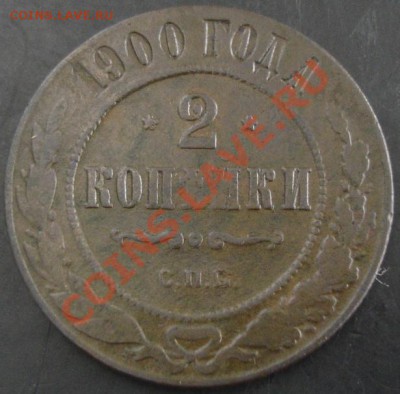 COINS.LAVE.RU
1900 ГОДА
* 2 *
КОПѢЙКИ
С.П.Б.
COINS.LAVE.RU